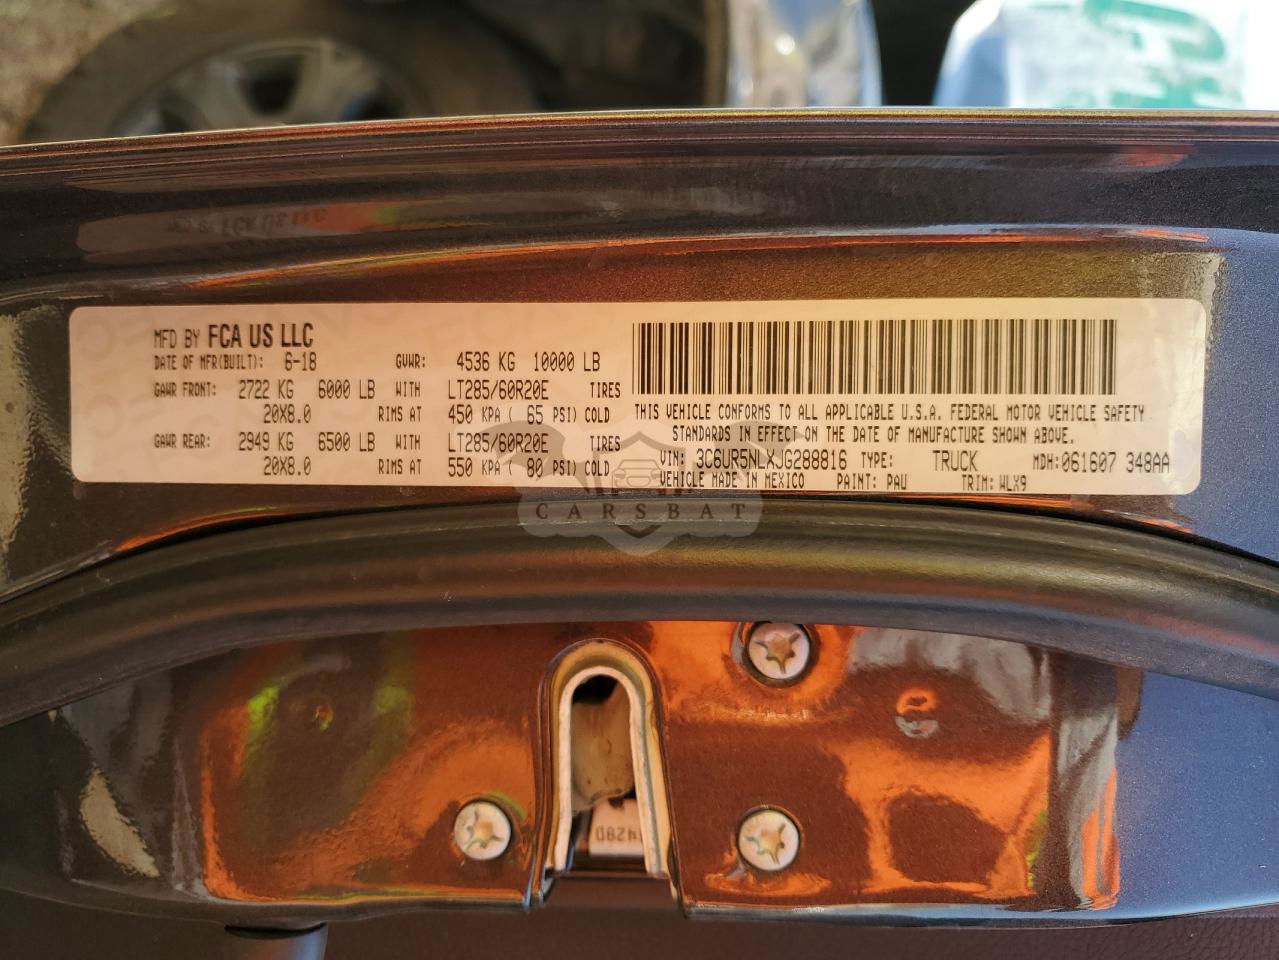 MFD BY FCA US LLC
DATE OF MFR(BUILT): 6-18 GVWR: 4536 KG 10000 LB
GAWR FRONT: 2722 KG 6000 LB WITH LT285/60R20E TIRES
20X8.0 RIMS AT 450 KPA ( 65 PSI) COLD
GAWR REAR: 2949 KG 6500 LB WITH LT285/60R20E TIRES
20X8.0 RIMS AT 550 KPA ( 80 PSI) COLD
THIS VEHICLE CONFORMS TO ALL APPLICABLE U.S.A. FEDERAL MOTOR VEHICLE SAFETY
STANDARDS IN EFFECT ON THE DATE OF MANUFACTURE SHOWN ABOVE.
VIN: 3C6UR5NLXJG288816 TYPE: TRUCK MDH: 061607 348AA
VEHICLE MADE IN MEXICO PAINT: PAU TRIM: WLX9
CARSBAT